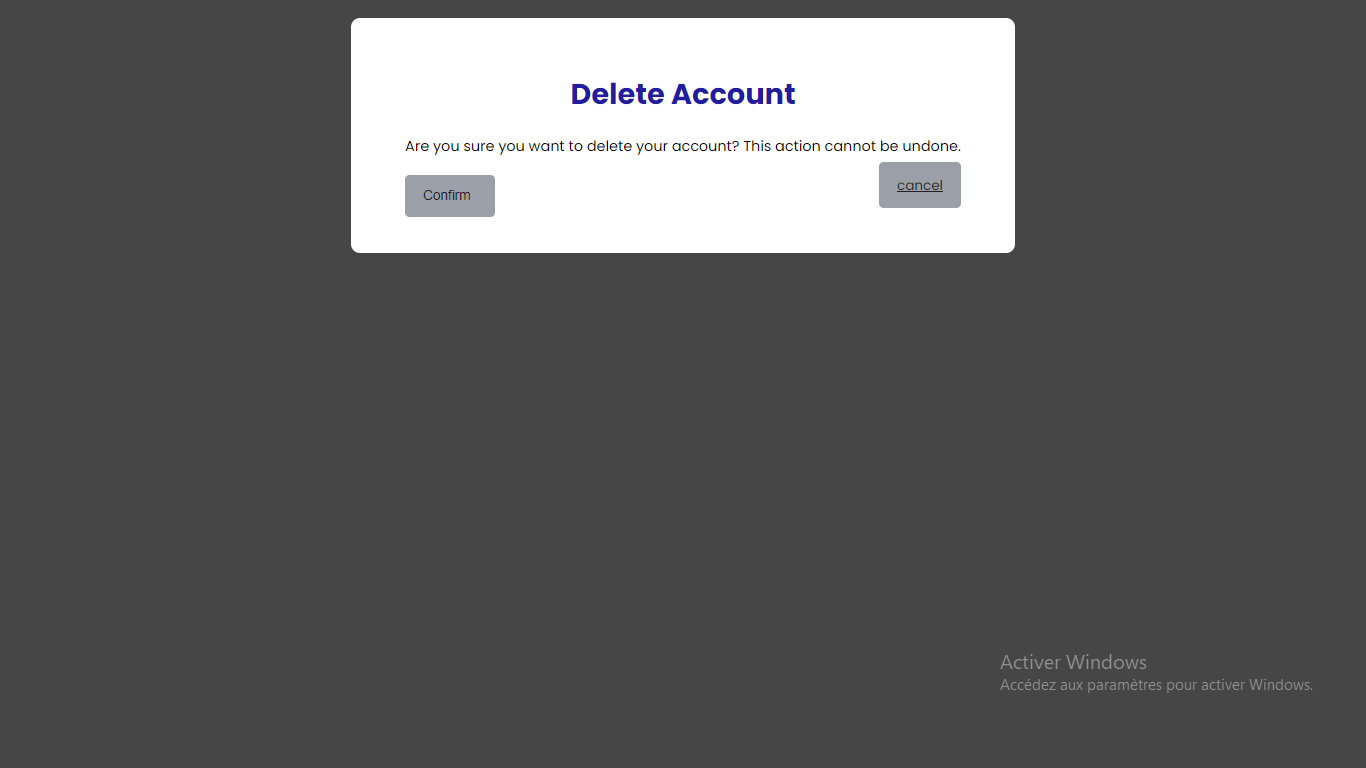 Delete Account
Are you sure you want to delete your account? This action cannot be undone.
Confirm
cancel
Activer Windows
Accédez aux paramètres pour activer Windows.